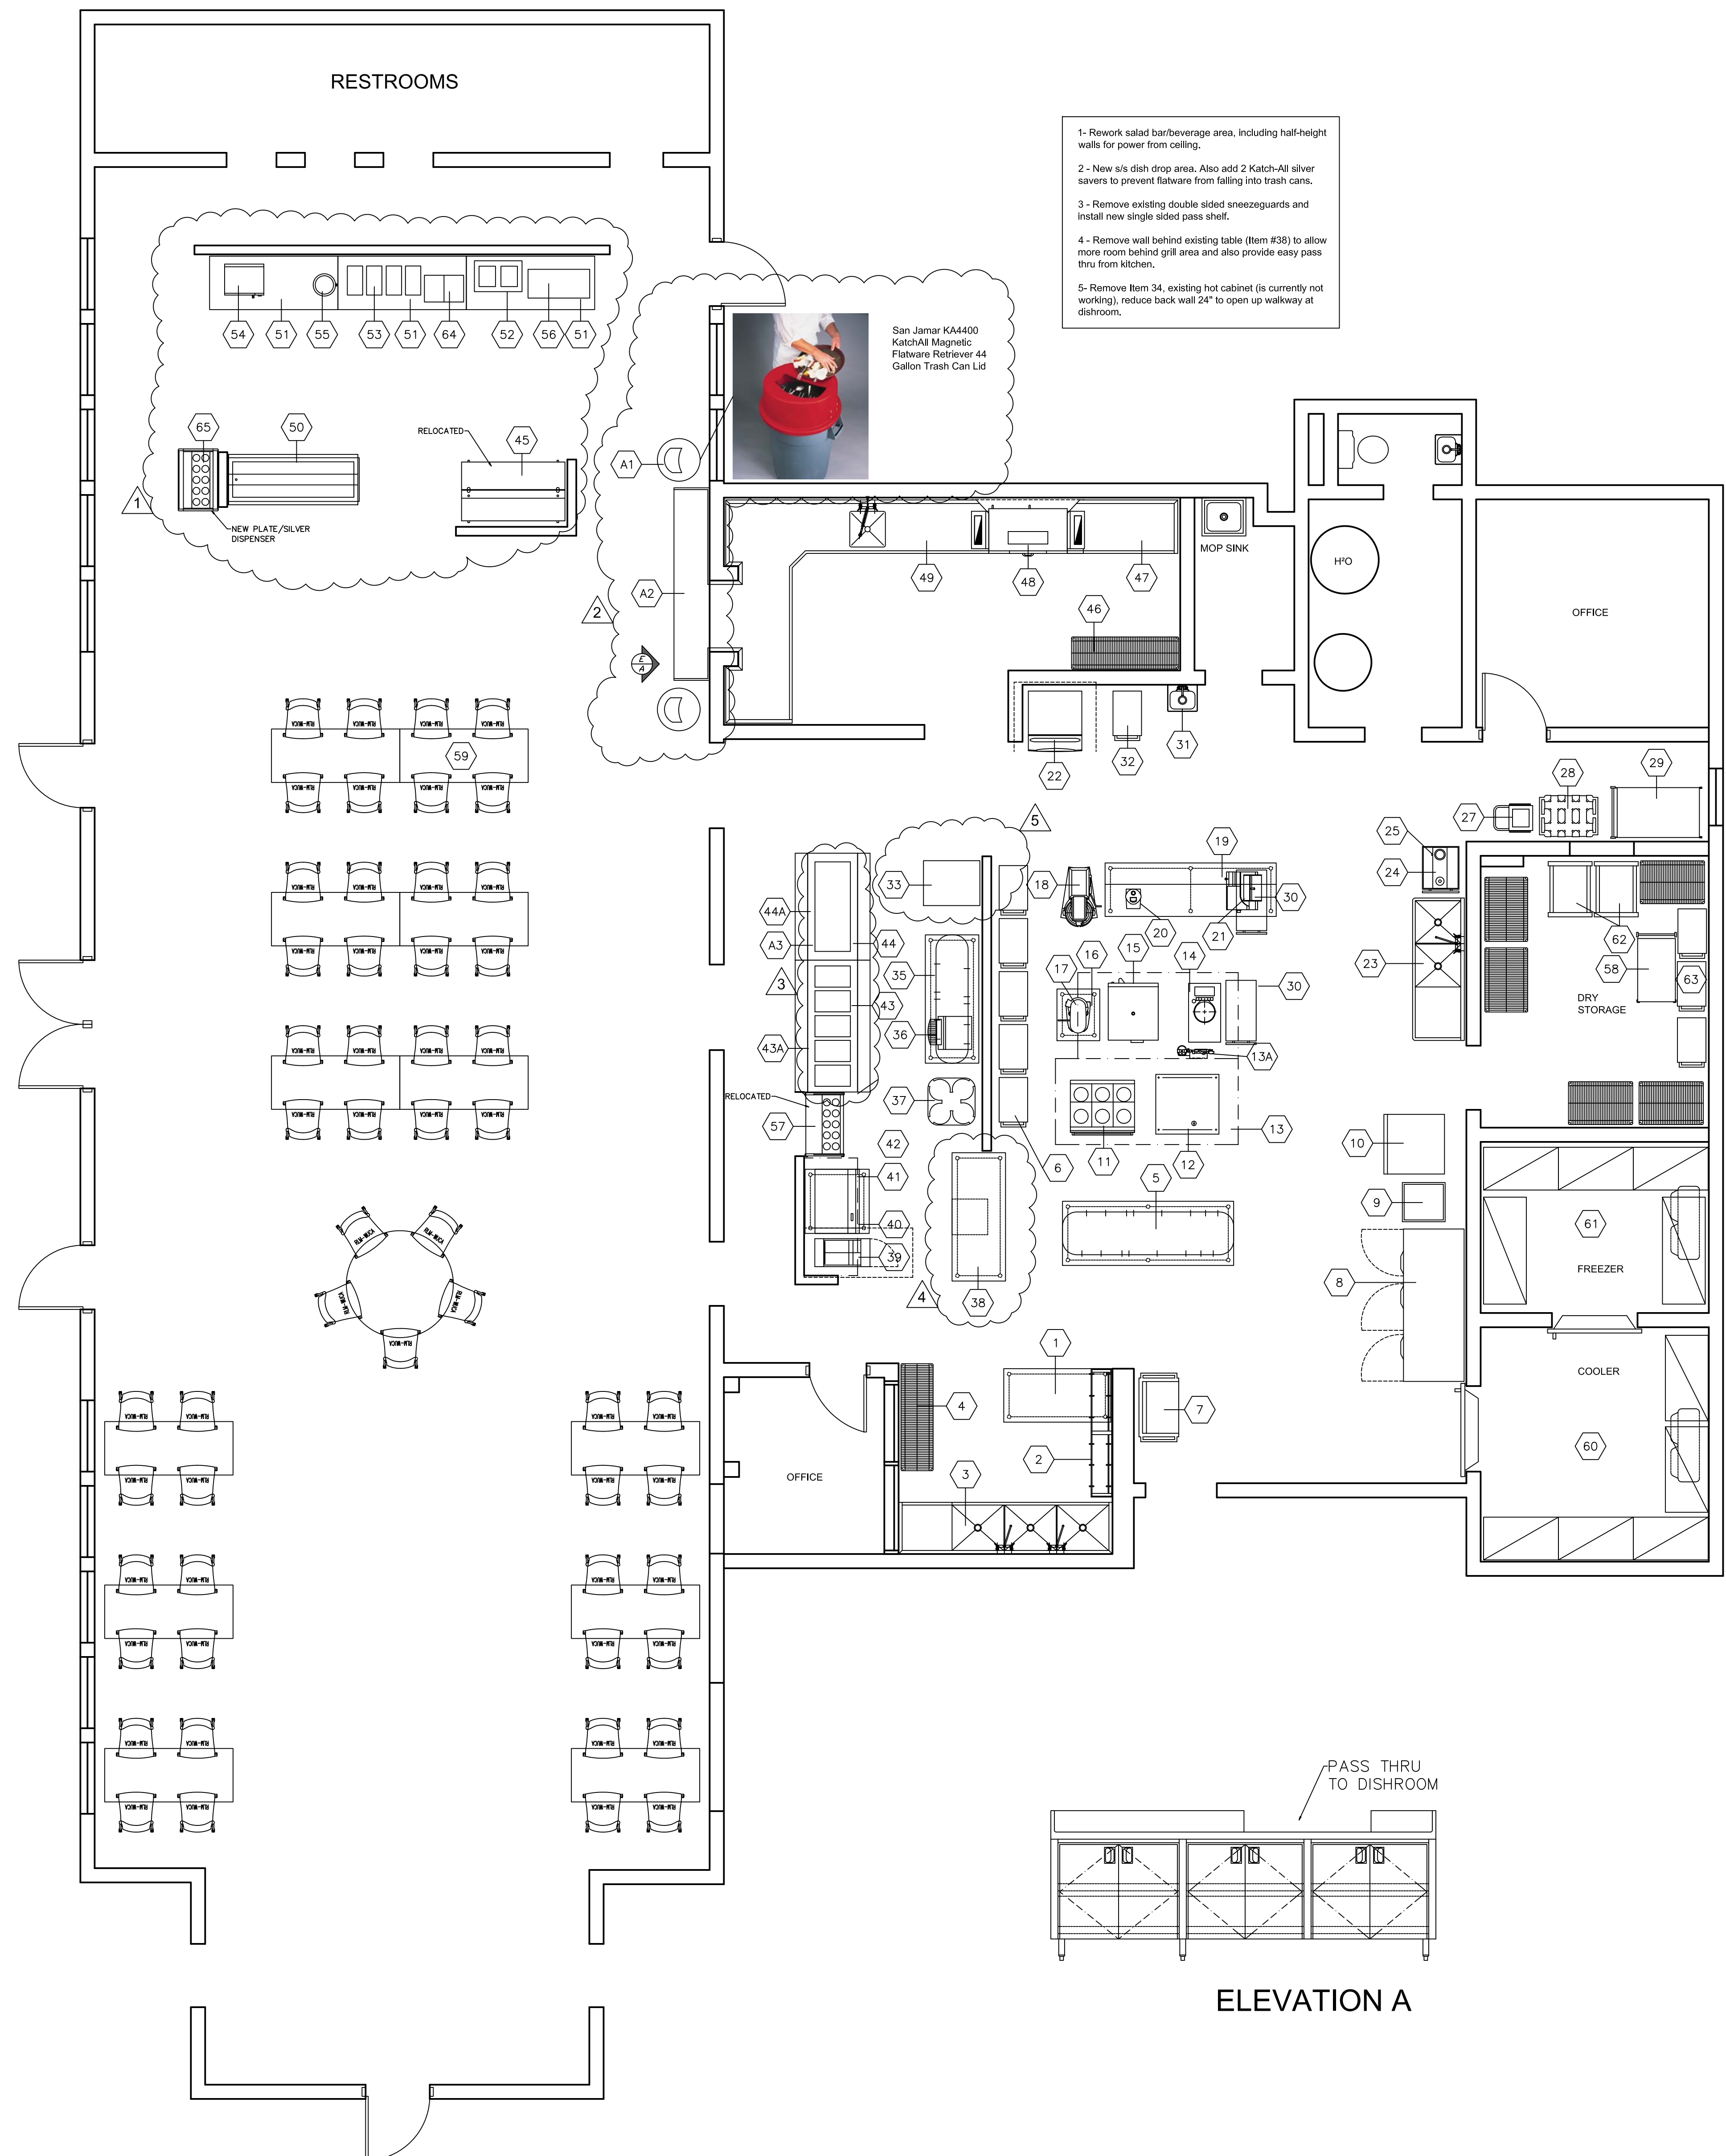 RESTROOMS
1- Rework salad bar/beverage area, including half-height
walls for power from ceiling.
2 - New s/s dish drop area. Also add 2 Katch-All silver
savers to prevent flatware from falling into trash cans.
3 - Remove existing double sided sneezeguards and
install new single sided pass shelf.
4 - Remove wall behind existing table (Item #38) to allow
more room behind grill area and also provide easy pass
thru from kitchen.
5- Remove Item 34, existing hot cabinet (is currently not
working), reduce back wall 24" to open up walkway at
dishroom.
54
51
55
53
51
64
52
56
51
San Jamar KA4400
KatchAll Magnetic
Flatware Retriever 44
Gallon Trash Can Lid
65
50
RELOCATED
45
A1
1
NEW PLATE/SILVER
DISPENSER
MOP SINK
H²O
49
48
47
A2
2
46
OFFICE
E
A
59
22
32
31
27
28
29
5
25
24
19
33
18
30
44A
A3
44
20
21
62
35
16
15
14
17
23
58
63
3
43
30
DRY
STORAGE
36
43A
13A
RELOCATED
37
57
42
6
11
12
13
10
41
5
9
40
61
39
8
FREEZER
4
38
1
COOLER
4
7
2
60
3
OFFICE
PASS THRU
TO DISHROOM
ELEVATION A